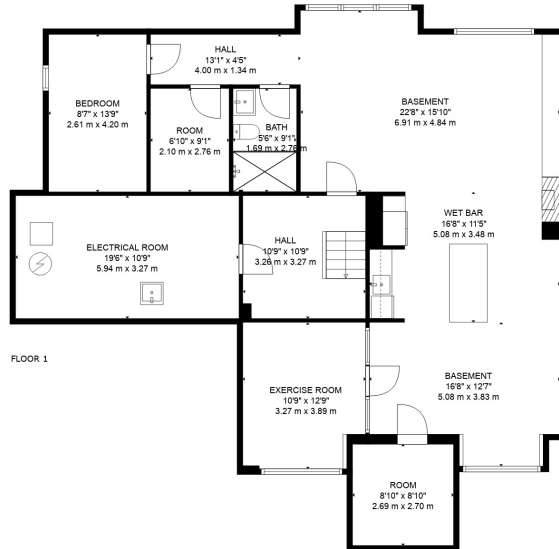 HALL
13'1" x 4'5"
4.00 m x 1.34 m
BEDROOM
8'7" x 13'9"
2.61 m x 4.20 m
ROOM
6'10" x 9'1"
2.10 m x 2.76 m
BATH
5'6" x 9'1"
1.69 m x 2.76 m
BASEMENT
22'8" x 15'10"
6.91 m x 4.84 m
WET BAR
16'8" x 11'5"
5.08 m x 3.48 m
ELECTRICAL ROOM
19'6" x 10'9"
5.94 m x 3.27 m
HALL
10'9" x 10'9"
3.26 m x 3.27 m
FLOOR 1
EXERCISE ROOM
10'9" x 12'9"
3.27 m x 3.89 m
BASEMENT
16'8" x 12'7"
5.08 m x 3.83 m
ROOM
8'10" x 8'10"
2.69 m x 2.70 m